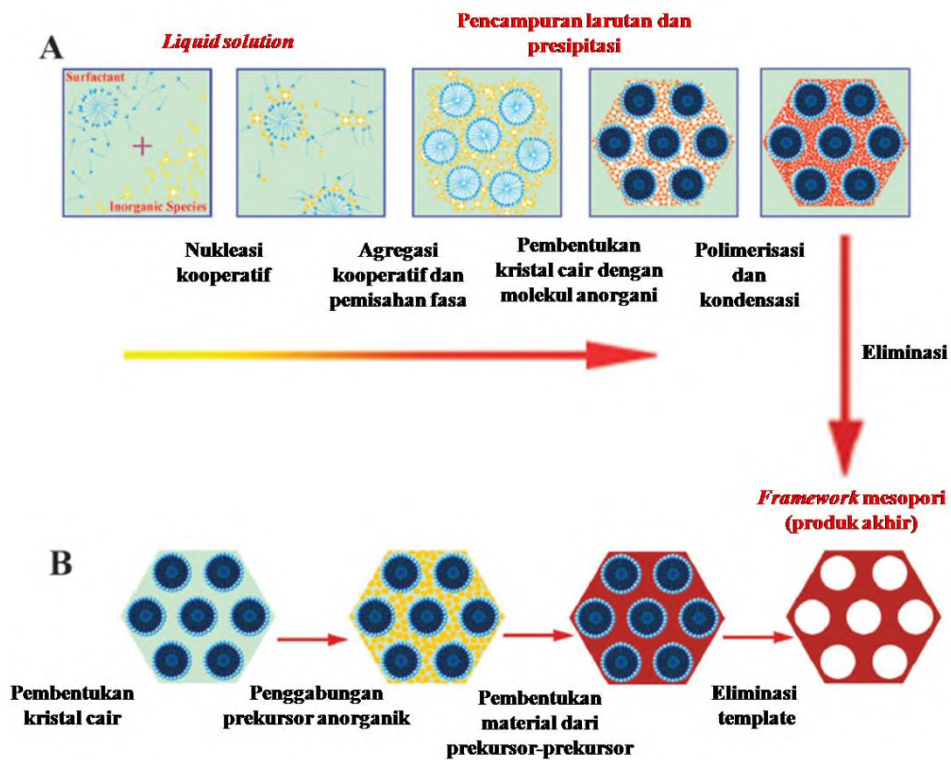 A
Liquid solution
Pencampuran larutan dan
presipitasi
Surfactant
+
Inorganic Species
Nukleasi
kooperatif
Agregasi
kooperatif dan
pemisahan fasa
Pembentukan
kristal cair dengan
molekul anorgani
Polimerisasi
dan
kondensasi
Eliminasi
Framework mesopori
(produk akhir)
B
Pembentukan
kristal cair
Penggabungan
prekursor anorganik
Pembentukan
material dari
prekursor-prekursor
Eliminasi
template